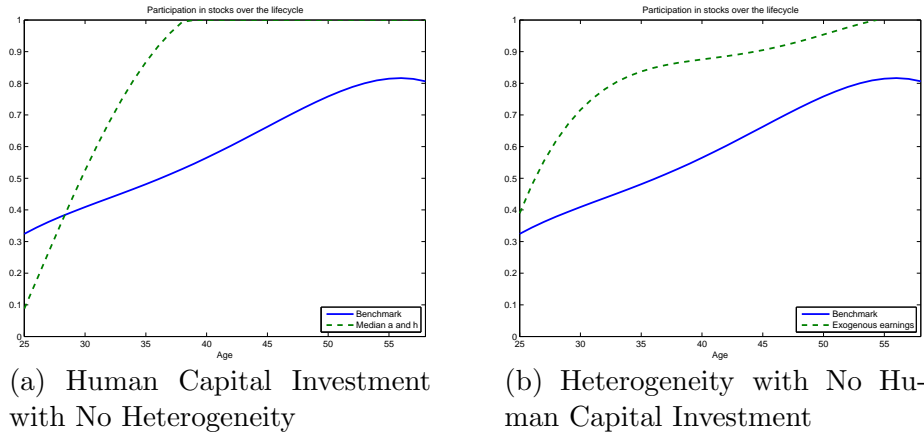 Participation in stocks over the lifecycle
1
0.9
0.8
0.7
0.6
0.5
0.4
0.3
0.2
0.1
0
25 30 35 40 45 50 55
Age
Benchmark
Median a and h
(a) Human Capital Investment
with No Heterogeneity
Participation in stocks over the lifecycle
1
0.9
0.8
0.7
0.6
0.5
0.4
0.3
0.2
0.1
0
25 30 35 40 45 50 55
Age
Benchmark
Exogenous earnings
(b) Heterogeneity with No Hu-
man Capital Investment